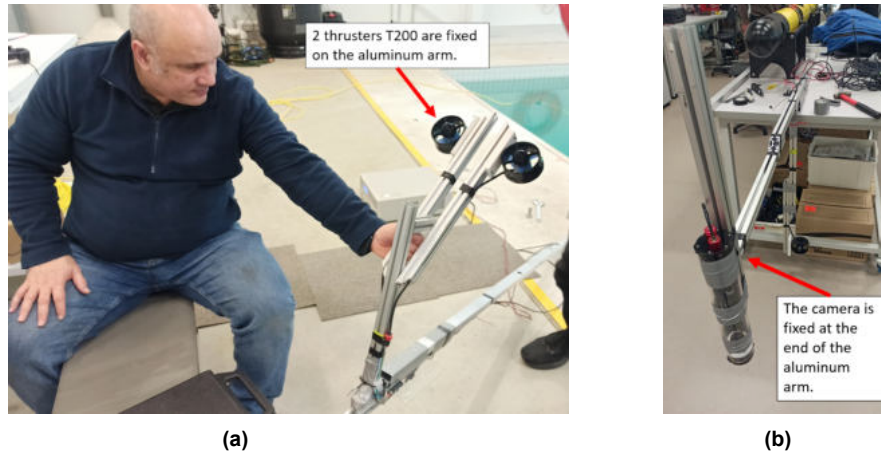 2 thrusters T200 are fixed
on the aluminum arm.
The camera is
fixed at the
end of the
aluminum
arm.
(a)
(b)